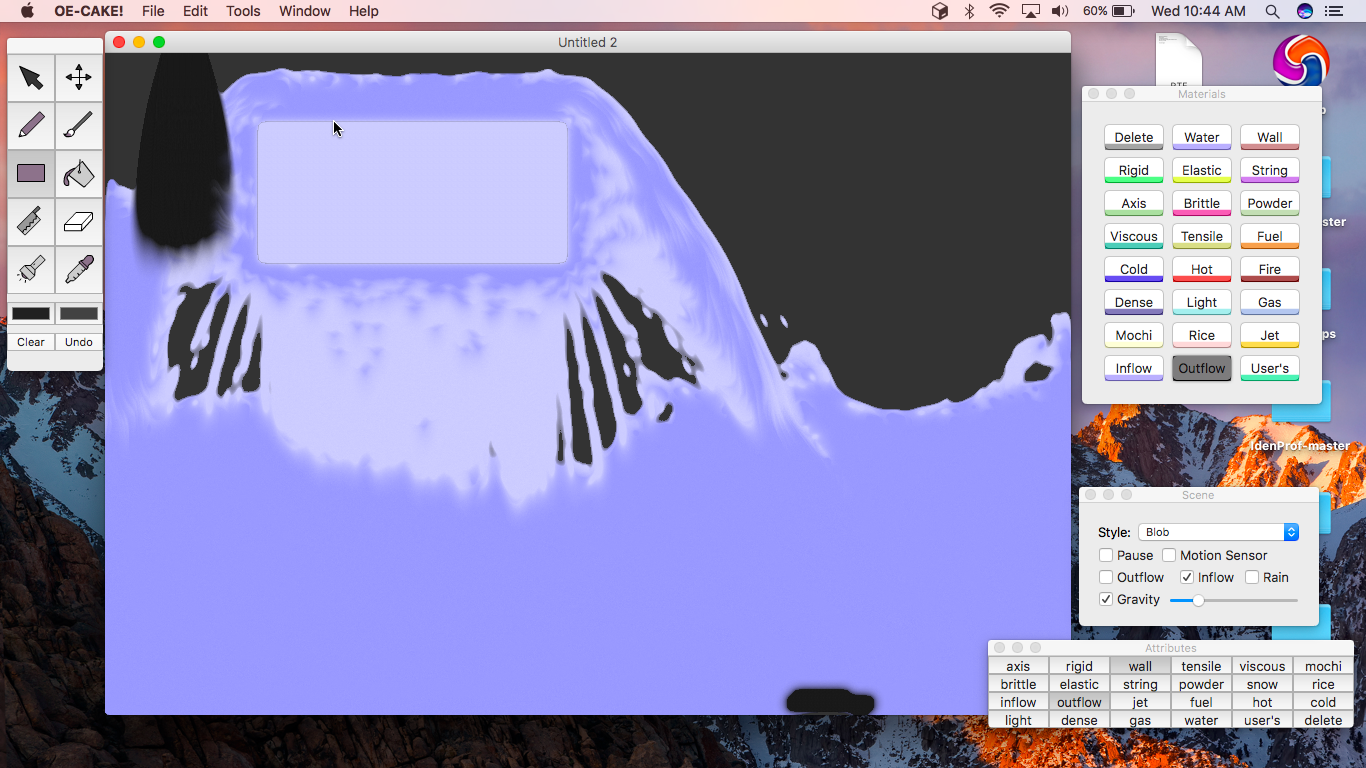 OE-CAKE! File Edit Tools Window Help 60% Wed 10:44 AM
Untitled 2
Clear Undo
Materials
Delete Water Wall
Rigid Elastic String
Axis Brittle Powder
Viscous Tensile Fuel
Cold Hot Fire
Dense Light Gas
Mochi Rice Jet
Inflow Outflow User's
ster
ps
IdenProf-master
Scene
Style: Blob
Pause Motion Sensor
Outflow Inflow Rain
Gravity
Attributes
axis rigid wall tensile viscous mochi
brittle elastic string powder snow rice
inflow outflow jet fuel hot cold
light dense gas water user's delete